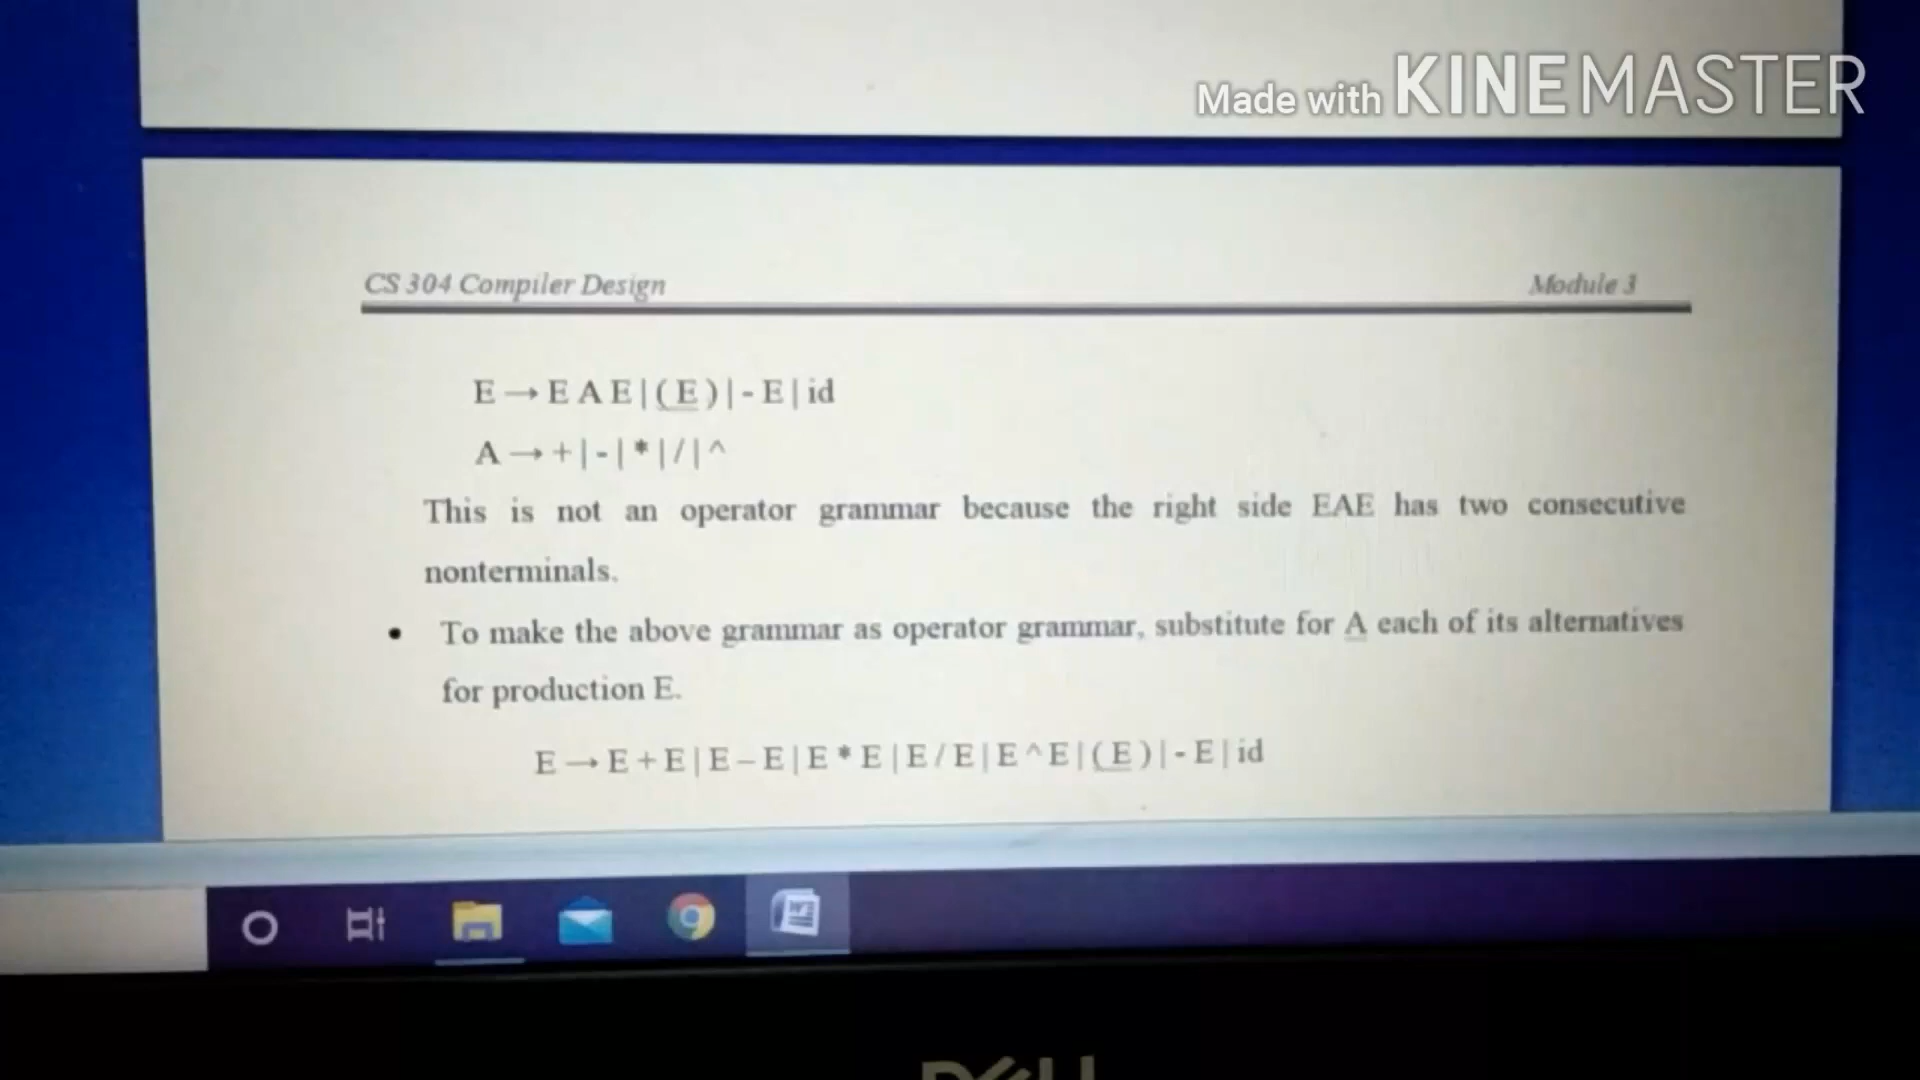 Made with KINEMASTER
CS 304 Compiler Design Module 3
E → E A E | ( E ) | - E | id
A → + | - | * | / | ^
This is not an operator grammar because the right side EAE has two consecutive
nonterminals.
• To make the above grammar as operator grammar, substitute for A each of its alternatives
for production E.
E → E + E | E – E | E * E | E / E | E ^ E | ( E ) | - E | id
DELL